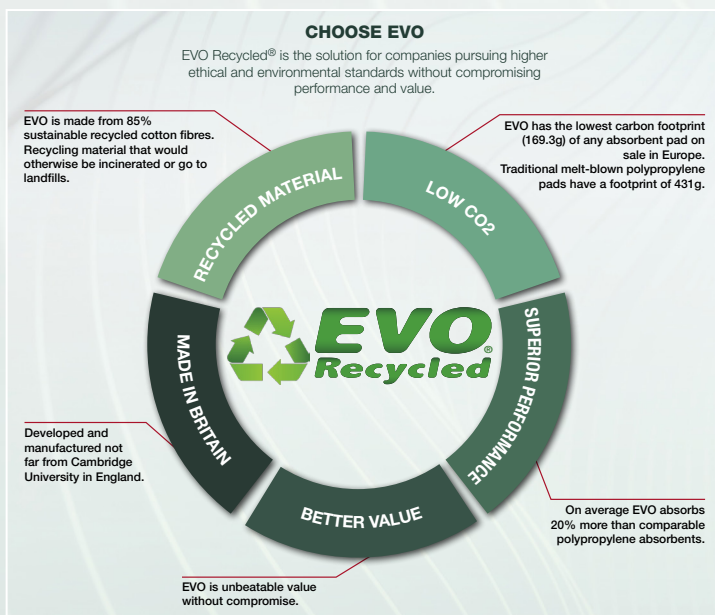 CHOOSE EVO
EVO Recycled® is the solution for companies pursuing higher
ethical and environmental standards without compromising
performance and value.
EVO is made from 85%
sustainable recycled cotton fibres.
Recycling material that would
otherwise be incinerated or go to
landfills.
EVO has the lowest carbon footprint
(169.3g) of any absorbent pad on
sale in Europe.
Traditional melt-blown polypropylene
pads have a footprint of 431g.
RECYCLED MATERIAL
LOW CO2
EVO®
Recycled
MADE IN BRITAIN
SUPERIOR PERFORMANCE
BETTER VALUE
Developed and
manufactured not
far from Cambridge
University in England.
On average EVO absorbs
20% more than comparable
polypropylene absorbents.
EVO is unbeatable value
without compromise.